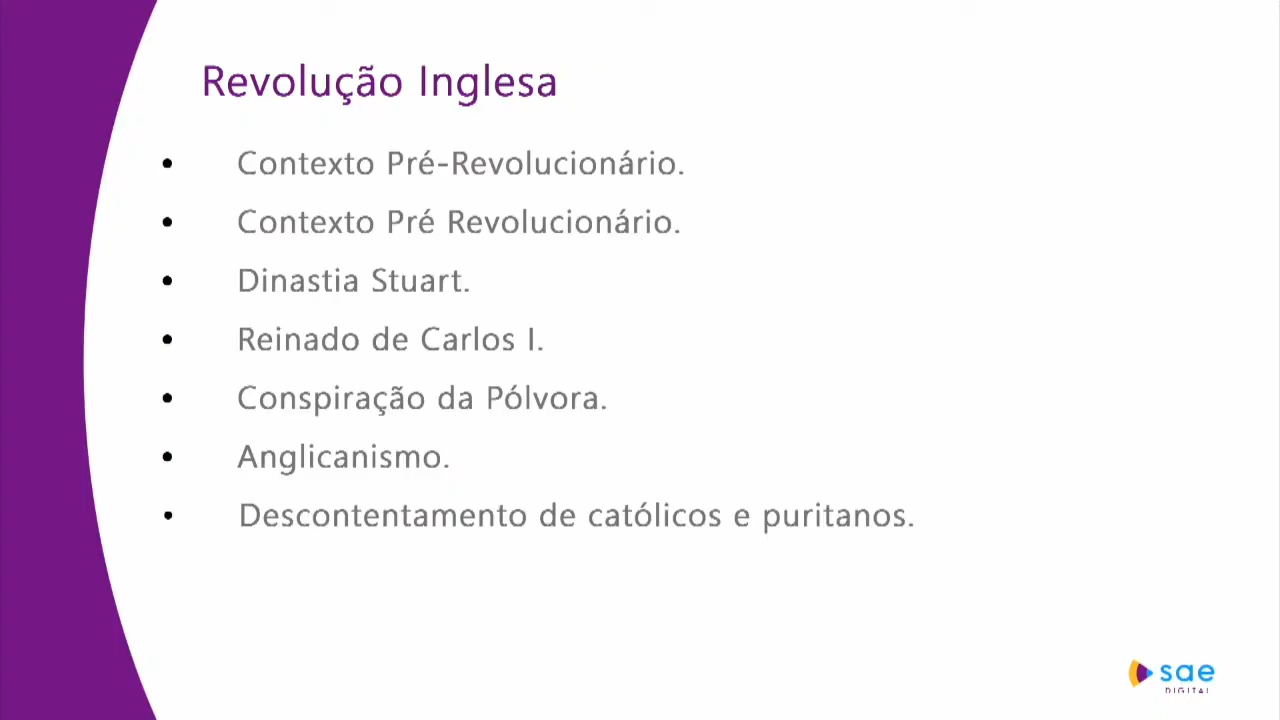 Revolução Inglesa
• Contexto Pré-Revolucionário.
• Contexto Pré Revolucionário.
• Dinastia Stuart.
• Reinado de Carlos I.
• Conspiração da Pólvora.
• Anglicanismo.
• Descontentamento de católicos e puritanos.
sae
DIGITAL